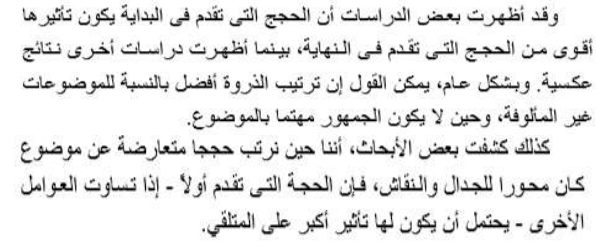 وقد أظهرت بعض الدراسات أن الحجج التى تقدم فى البداية يكون تأثيرها
أقوى من الحجج التى تقدم فى النهاية، بينما أظهرت دراسات أخرى نتائج
عكسية. وبشكل عام، يمكن القول إن ترتيب الذروة أفضل بالنسبة للموضوعات
غير المألوفة، وحين لا يكون الجمهور مهتما بالموضوع.
كذلك كشفت بعض الأبحاث، أننا حين نرتب حججا متعارضة عن موضوع
كان محورا للجدال والنقاش، فإن الحجة التى تقدم أولاً - إذا تساوت العوامل
الأخرى - يحتمل أن يكون لها تأثير أكبر على المتلقي.